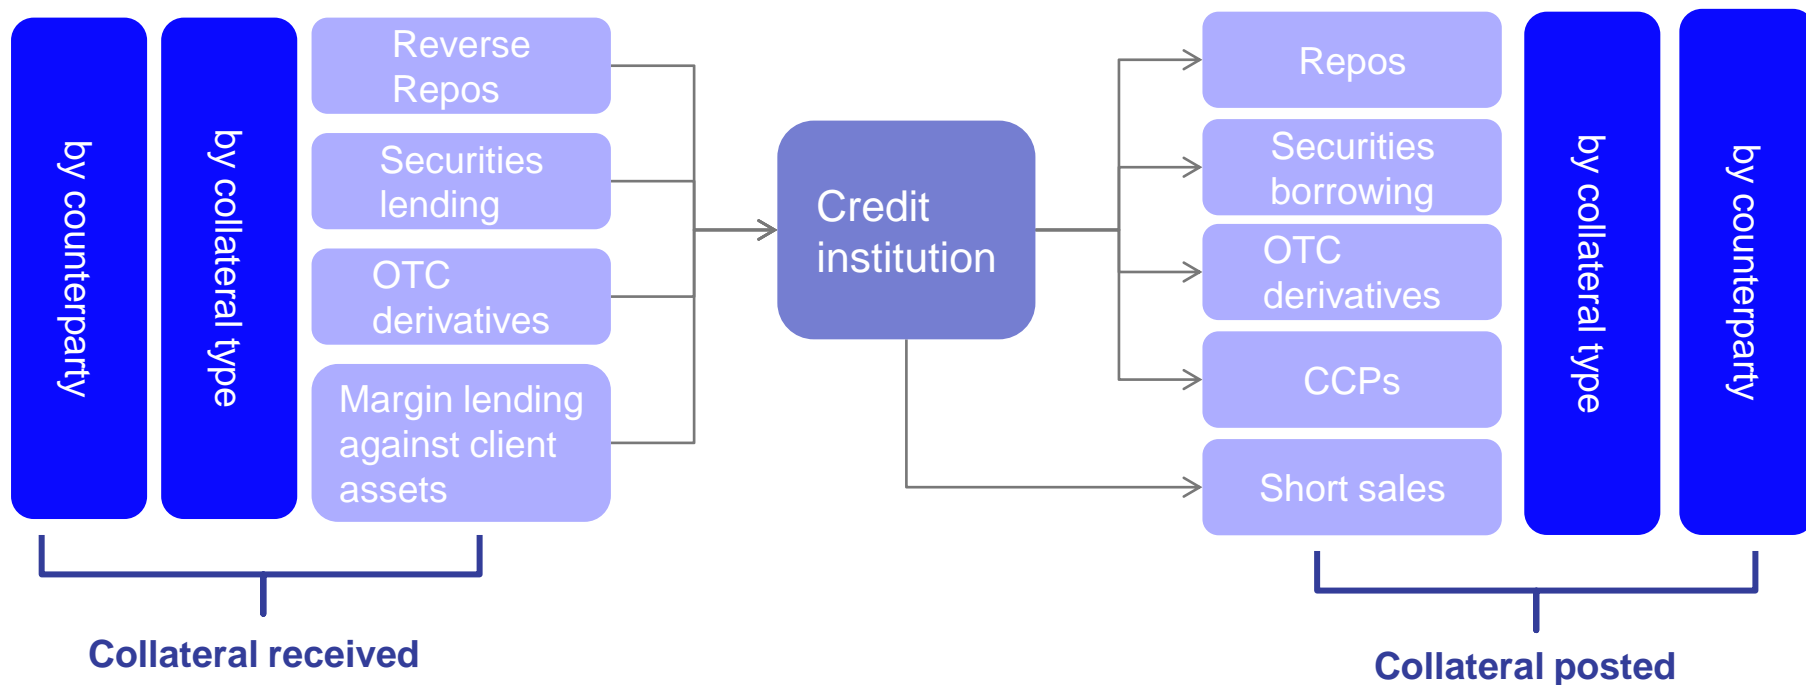 by counterparty
by collateral type
Reverse
Repos
Securities
lending
OTC
derivatives
Margin lending
against client
assets
Collateral received
Credit
institution
Repos
Securities
borrowing
OTC
derivatives
CCPs
Short sales
by collateral type
by counterparty
Collateral posted